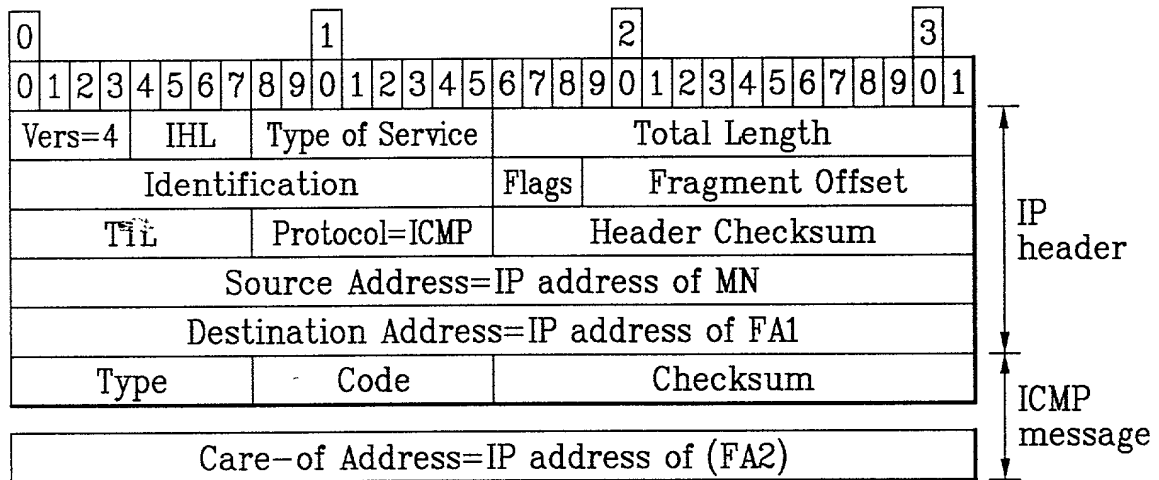 0 1 2 3
0 1 2 3 4 5 6 7 8 9 0 1 2 3 4 5 6 7 8 9 0 1 2 3 4 5 6 7 8 9 0 1
Vers=4 IHL Type of Service Total Length
Identification Flags Fragment Offset
Protocol=ICMP Header Checksum
IP
header
Source Address=IP address of MN
Destination Address=IP address of FA1
Type Code Checksum
ICMP
message
Care-of Address=IP address of (FA2)